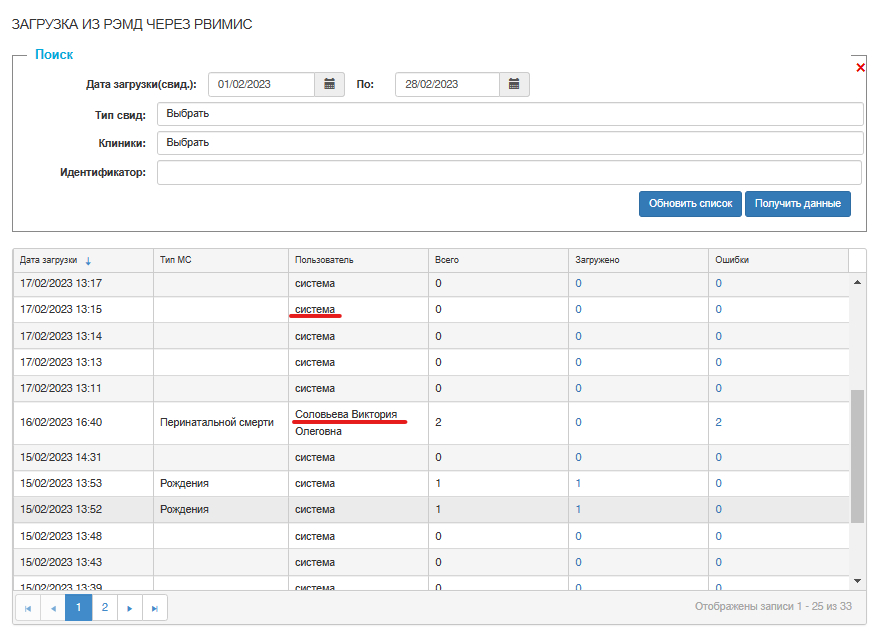 ЗАГРУЗКА ИЗ РЭМД ЧЕРЕЗ РВИМИС
Поиск
Дата загрузки(свид.): 01/02/2023 По: 28/02/2023
Тип свид: Выбрать
Клиники: Выбрать
Идентификатор:
Обновить список Получить данные
Дата загрузки Тип МС Пользователь Всего Загружено Ошибки
17/02/2023 13:17 система 0 0 0
17/02/2023 13:15 система 0 0 0
17/02/2023 13:14 система 0 0 0
17/02/2023 13:13 система 0 0 0
17/02/2023 13:11 система 0 0 0
16/02/2023 16:40 Перинатальной смерти Соловьева Виктория Олеговна 2 0 2
15/02/2023 14:31 система 0 0 0
15/02/2023 13:53 Рождения система 1 1 0
15/02/2023 13:52 Рождения система 1 1 0
15/02/2023 13:48 система 0 0 0
15/02/2023 13:43 система 0 0 0
15/02/2023 13:39 система 0 0 0
1 2 Отображены записи 1 - 25 из 33